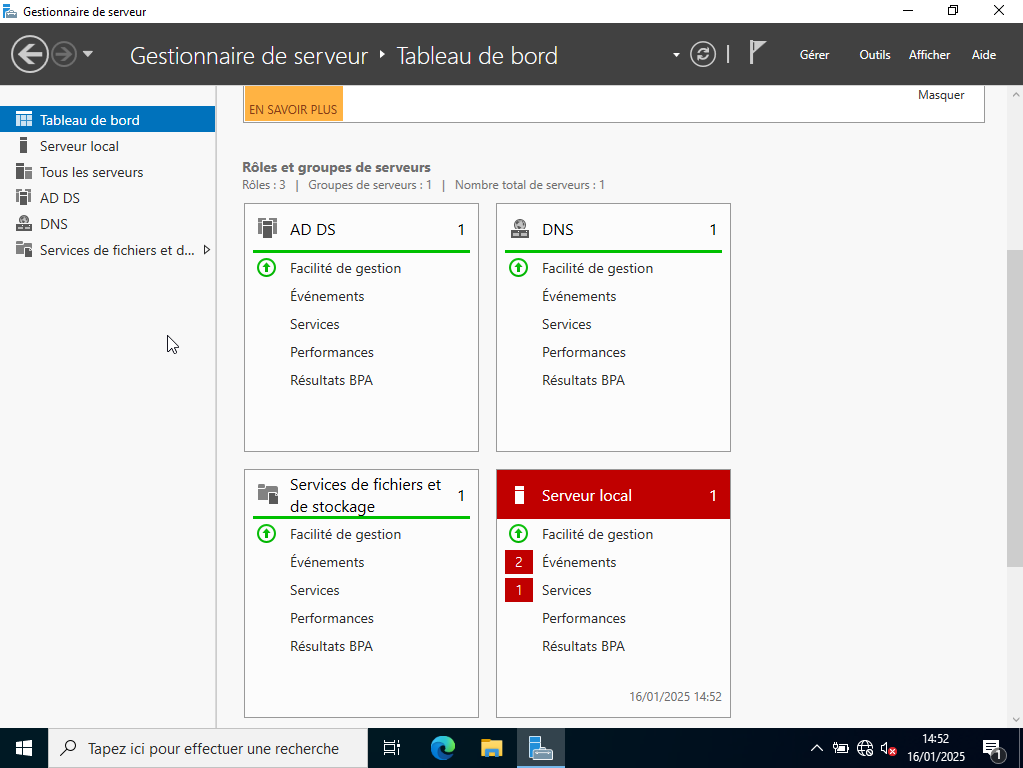 Gestionnaire de serveur
Gestionnaire de serveur ‣ Tableau de bord
Gérer
Outils
Afficher
Aide
Tableau de bord
Serveur local
Tous les serveurs
AD DS
DNS
Services de fichiers et d...
EN SAVOIR PLUS
Masquer
Rôles et groupes de serveurs
Rôles : 3 | Groupes de serveurs : 1 | Nombre total de serveurs : 1
AD DS 1
Facilité de gestion
Événements
Services
Performances
Résultats BPA
DNS 1
Facilité de gestion
Événements
Services
Performances
Résultats BPA
Services de fichiers et
de stockage 1
Facilité de gestion
Événements
Services
Performances
Résultats BPA
Serveur local 1
Facilité de gestion
2 Événements
1 Services
Performances
Résultats BPA
16/01/2025 14:52
Tapez ici pour effectuer une recherche
14:52
16/01/2025
1